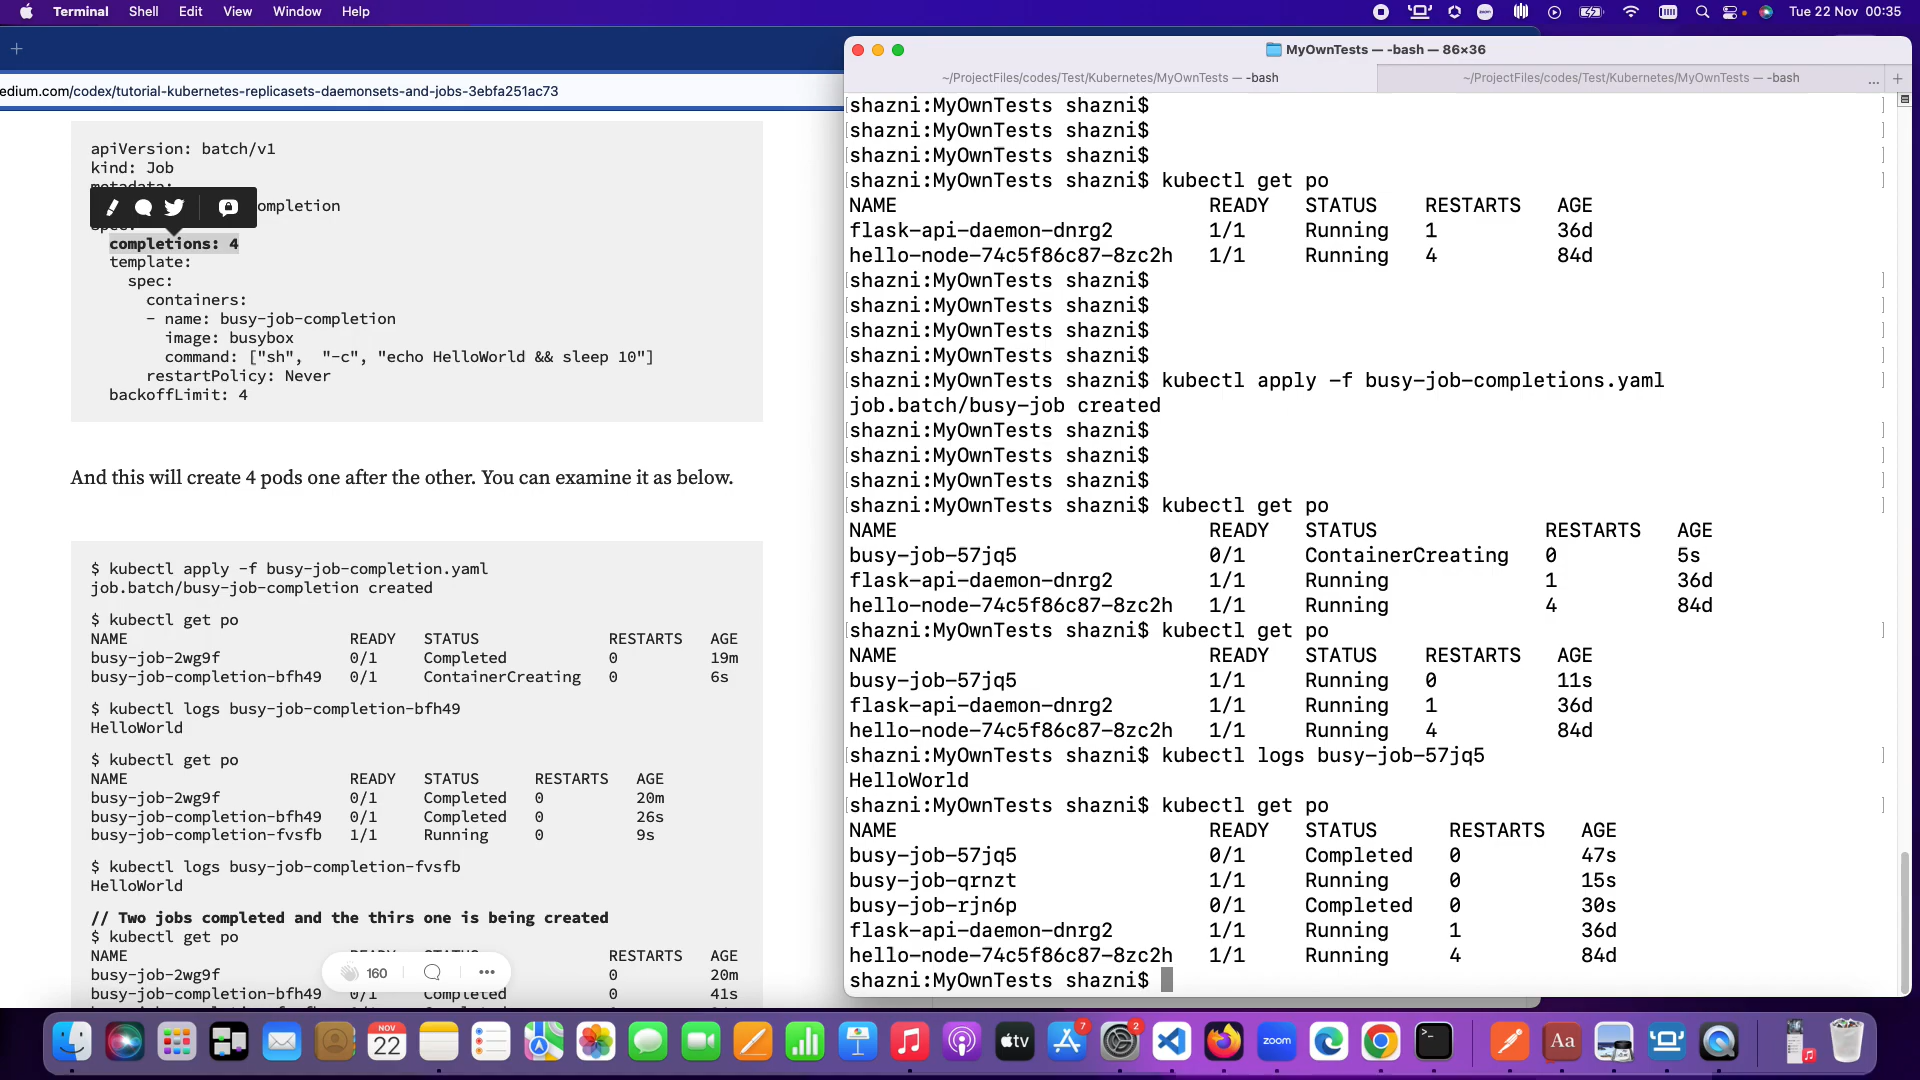 Terminal Shell Edit View Window Help
Tue 22 Nov 00:35
edium.com/codex/tutorial-kubernetes-replicasets-daemonsets-and-jobs-3ebfa251ac73
apiVersion: batch/v1
kind: Job
metadata:
ompletion
spec:
completions: 4
template:
spec:
containers:
- name: busy-job-completion
image: busybox
command: ["sh", "-c", "echo HelloWorld && sleep 10"]
restartPolicy: Never
backoffLimit: 4
And this will create 4 pods one after the other. You can examine it as below.
$ kubectl apply -f busy-job-completion.yaml
job.batch/busy-job-completion created
$ kubectl get po
NAME READY STATUS RESTARTS AGE
busy-job-2wg9f 0/1 Completed 0 19m
busy-job-completion-bfh49 0/1 ContainerCreating 0 6s
$ kubectl logs busy-job-completion-bfh49
HelloWorld
$ kubectl get po
NAME READY STATUS RESTARTS AGE
busy-job-2wg9f 0/1 Completed 0 20m
busy-job-completion-bfh49 0/1 Completed 0 26s
busy-job-completion-fvsfb 1/1 Running 0 9s
$ kubectl logs busy-job-completion-fvsfb
HelloWorld
// Two jobs completed and the thirs one is being created
$ kubectl get po
NAME READY STATUS RESTARTS AGE
busy-job-2wg9f 0 20m
busy-job-completion-bfh49 0/1 Completed 0 41s
160
MyOwnTests — -bash — 86×36
~/ProjectFiles/codes/Test/Kubernetes/MyOwnTests — -bash
~/ProjectFiles/codes/Test/Kubernetes/MyOwnTests — -bash ...
shazni:MyOwnTests shazni$
shazni:MyOwnTests shazni$
shazni:MyOwnTests shazni$
shazni:MyOwnTests shazni$ kubectl get po
NAME READY STATUS RESTARTS AGE
flask-api-daemon-dnrg2 1/1 Running 1 36d
hello-node-74c5f86c87-8zc2h 1/1 Running 4 84d
shazni:MyOwnTests shazni$
shazni:MyOwnTests shazni$
shazni:MyOwnTests shazni$
shazni:MyOwnTests shazni$
shazni:MyOwnTests shazni$ kubectl apply -f busy-job-completions.yaml
job.batch/busy-job created
shazni:MyOwnTests shazni$
shazni:MyOwnTests shazni$
shazni:MyOwnTests shazni$
shazni:MyOwnTests shazni$ kubectl get po
NAME READY STATUS RESTARTS AGE
busy-job-57jq5 0/1 ContainerCreating 0 5s
flask-api-daemon-dnrg2 1/1 Running 1 36d
hello-node-74c5f86c87-8zc2h 1/1 Running 4 84d
shazni:MyOwnTests shazni$ kubectl get po
NAME READY STATUS RESTARTS AGE
busy-job-57jq5 1/1 Running 0 11s
flask-api-daemon-dnrg2 1/1 Running 1 36d
hello-node-74c5f86c87-8zc2h 1/1 Running 4 84d
shazni:MyOwnTests shazni$ kubectl logs busy-job-57jq5
HelloWorld
shazni:MyOwnTests shazni$ kubectl get po
NAME READY STATUS RESTARTS AGE
busy-job-57jq5 0/1 Completed 0 47s
busy-job-qrnzt 1/1 Running 0 15s
busy-job-rjn6p 0/1 Completed 0 30s
flask-api-daemon-dnrg2 1/1 Running 1 36d
hello-node-74c5f86c87-8zc2h 1/1 Running 4 84d
shazni:MyOwnTests shazni$
NOV
22
tv
7
2
zoom
Aa